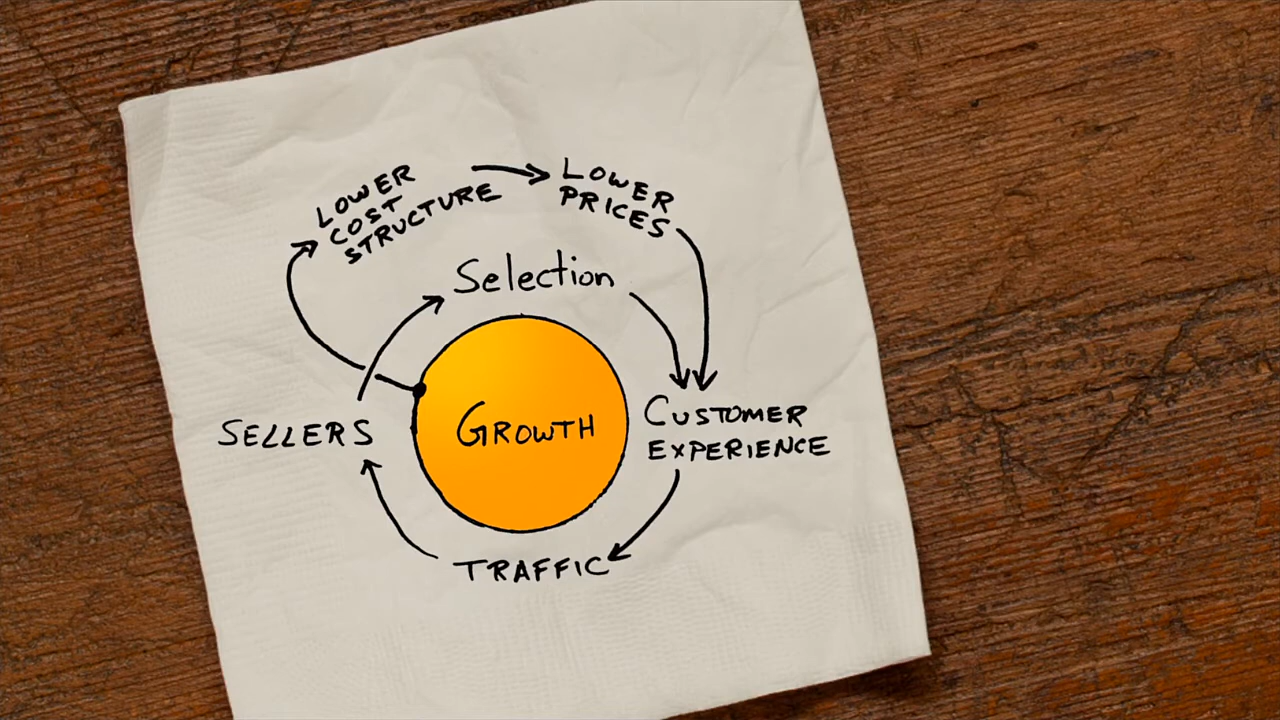 LOWER
COST
STRUCTURE
LOWER
PRICES
Selection
SELLERS
GROWTH
CUSTOMER
EXPERIENCE
TRAFFIC